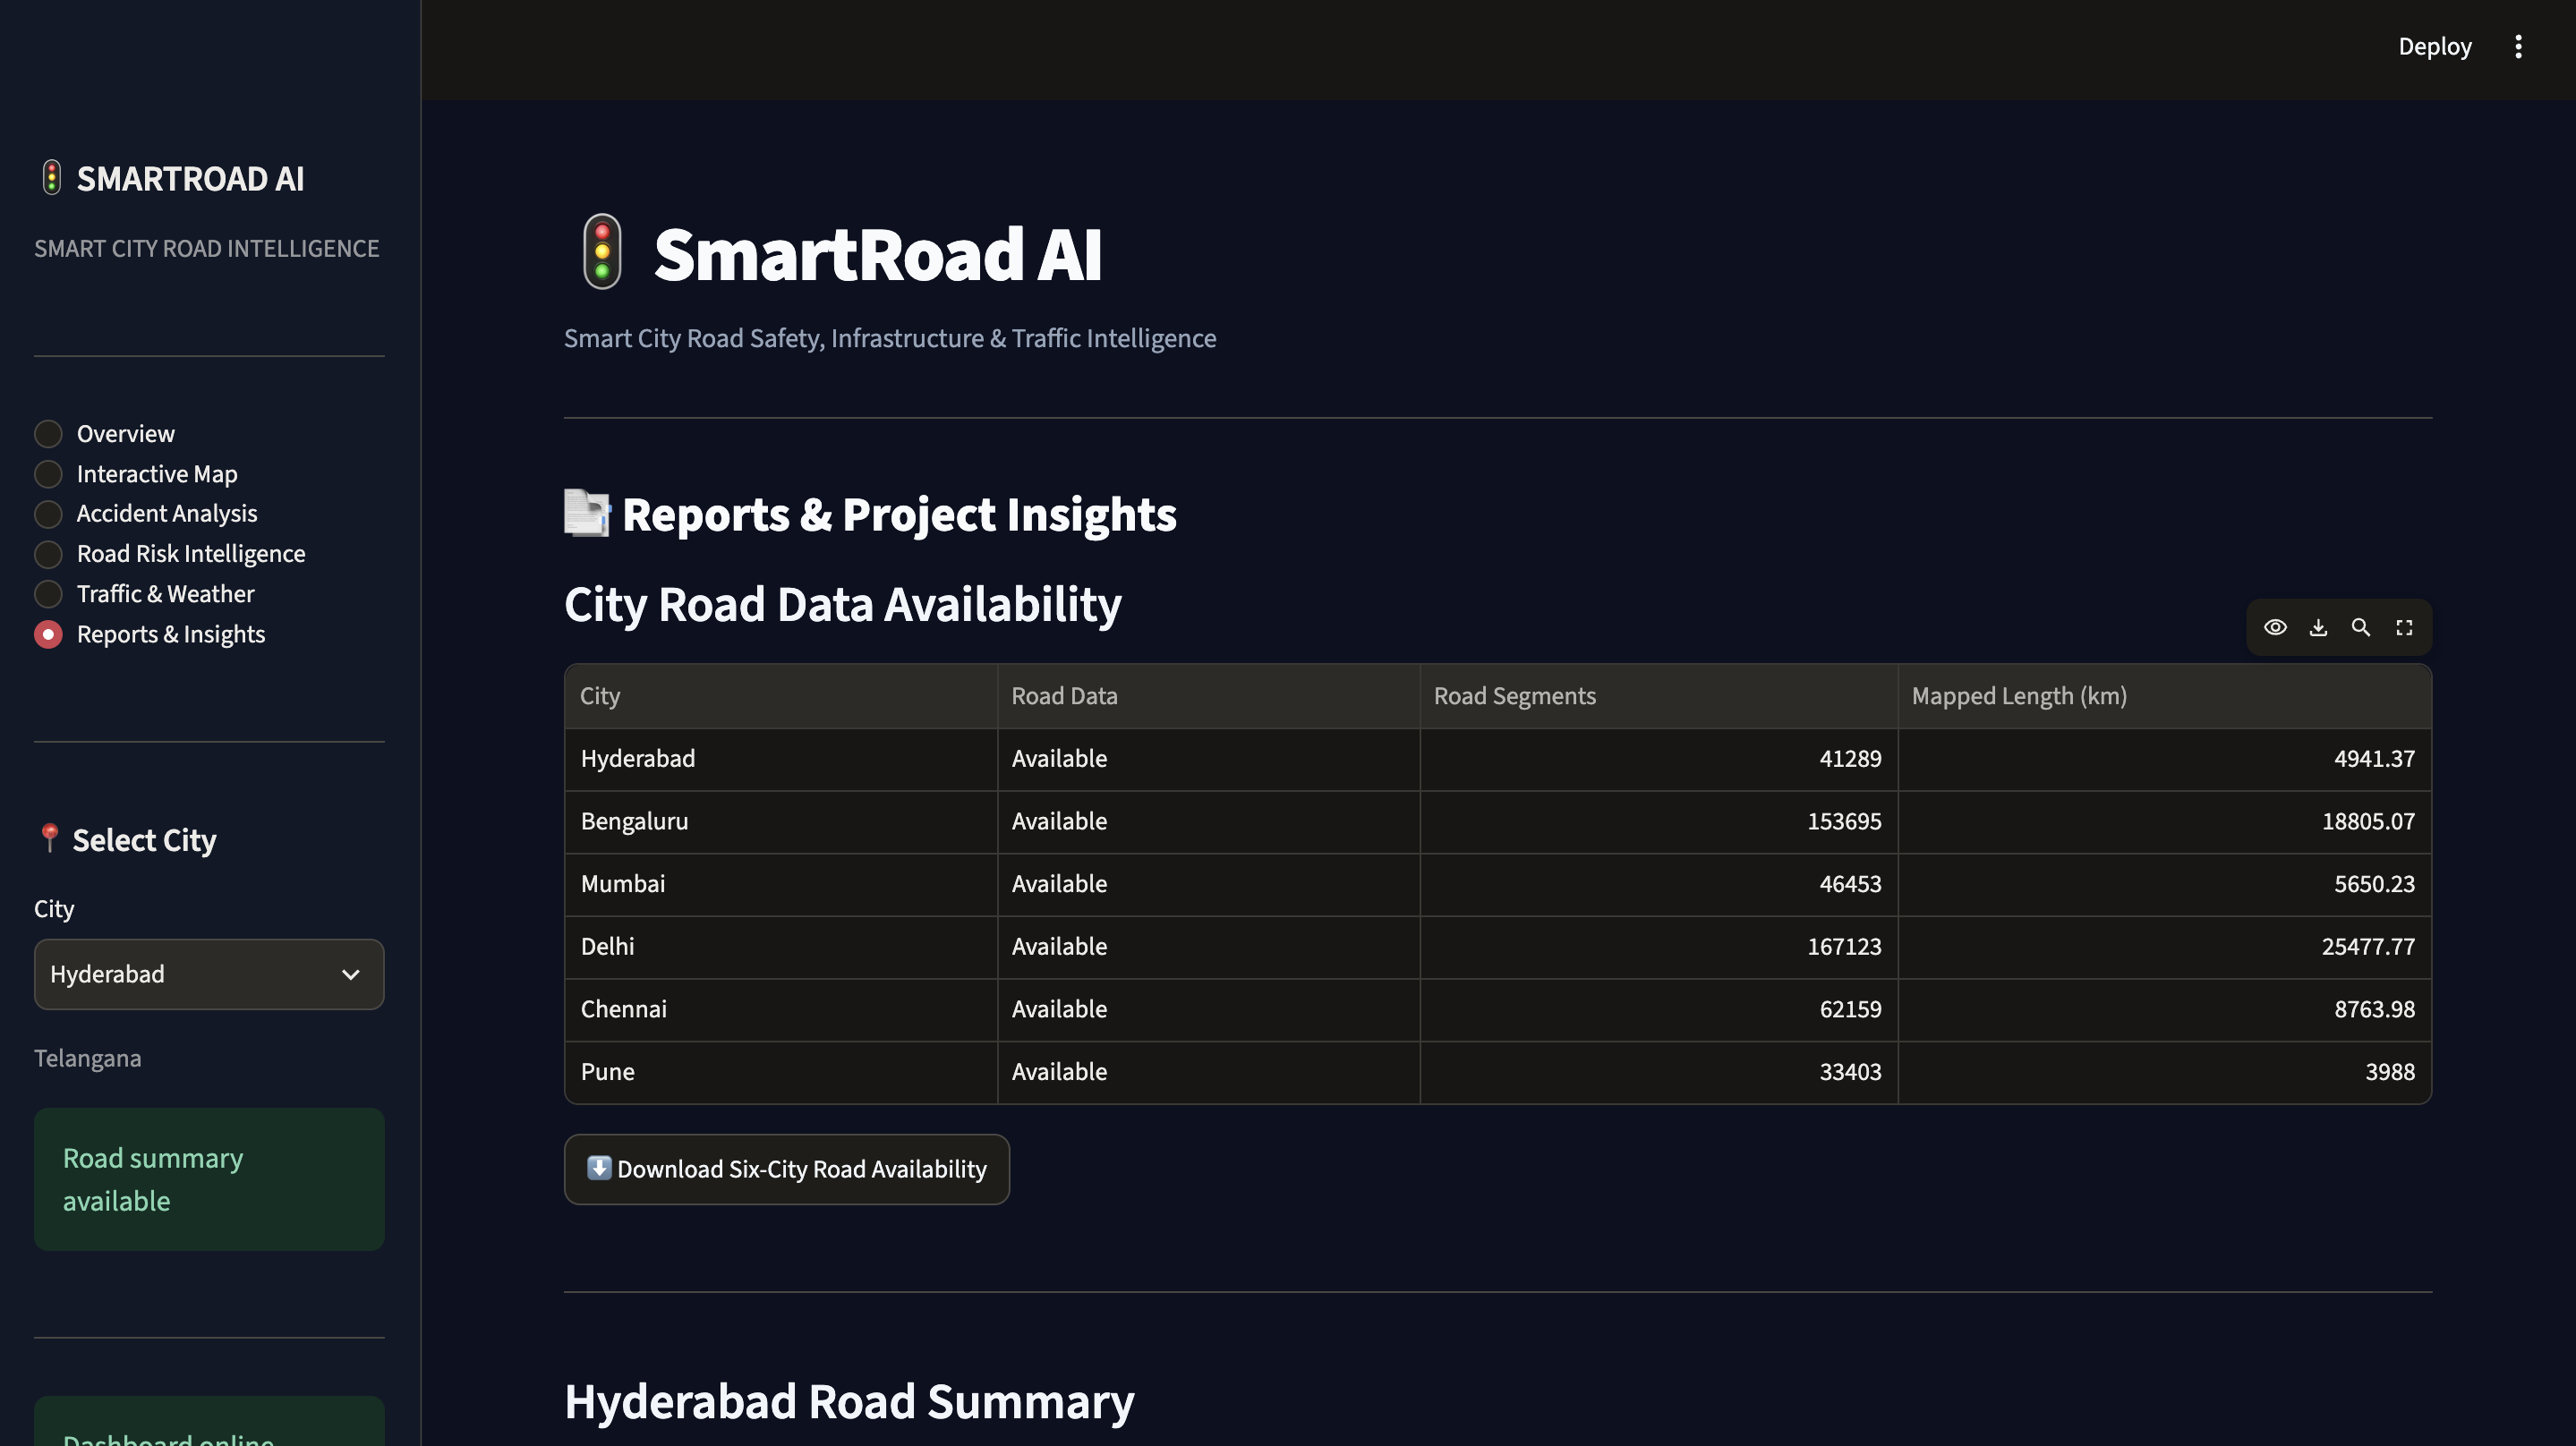 Deploy
SMARTROAD AI
SMART CITY ROAD INTELLIGENCE
Overview
Interactive Map
Accident Analysis
Road Risk Intelligence
Traffic & Weather
Reports & Insights
Select City
City
Hyderabad
Telangana
Road summary
available
Dashboard online
SmartRoad AI
Smart City Road Safety, Infrastructure & Traffic Intelligence
Reports & Project Insights
City Road Data Availability
City Road Data Road Segments Mapped Length (km)
Hyderabad Available 41289 4941.37
Bengaluru Available 153695 18805.07
Mumbai Available 46453 5650.23
Delhi Available 167123 25477.77
Chennai Available 62159 8763.98
Pune Available 33403 3988
Download Six-City Road Availability
Hyderabad Road Summary